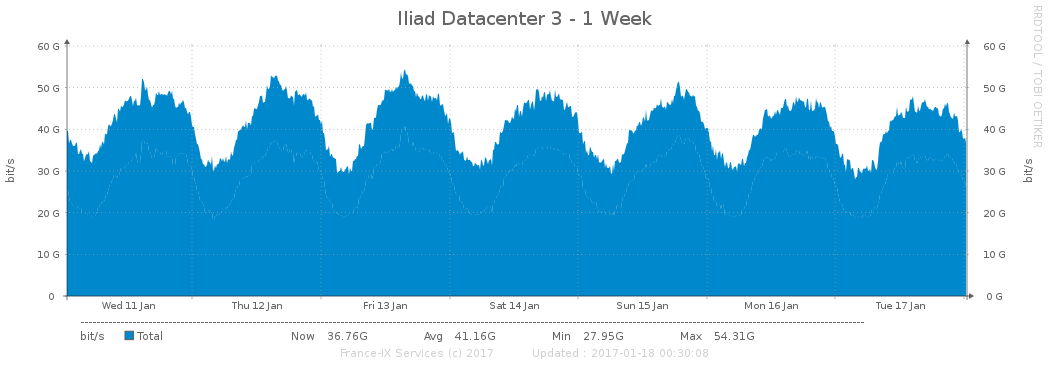 Iliad Datacenter 3 - 1 Week
RRDTOOL / TOBI OETIKER
60 G 60 G
50 G 50 G
40 G 40 G
30 G 30 G
20 G 20 G
10 G 10 G
0 0 G
bit/s bit/s
Wed 11 Jan Thu 12 Jan Fri 13 Jan Sat 14 Jan Sun 15 Jan Mon 16 Jan Tue 17 Jan
bit/s Total Now 36.76G Avg 41.16G Min 27.95G Max 54.31G
France-IX Services (c) 2017 Updated : 2017-01-18 00:30:08